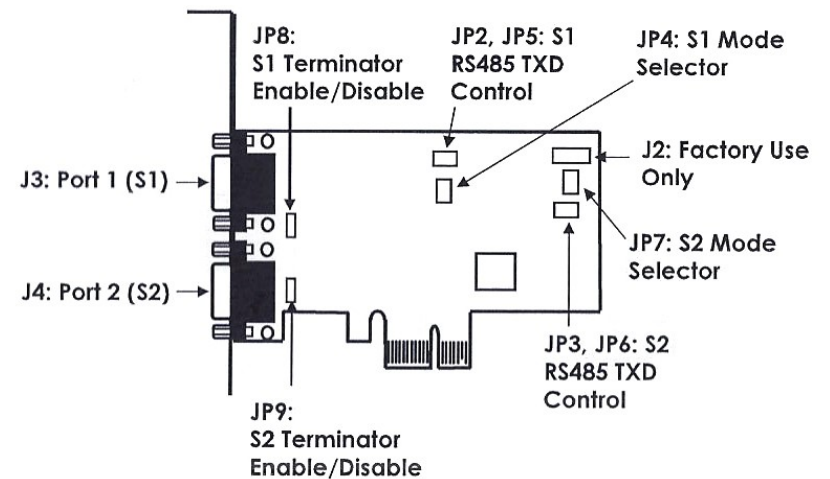 JP8:
S1 Terminator
Enable/Disable
JP2, JP5: S1
RS485 TXD
Control
JP4: S1 Mode
Selector
J3: Port 1 (S1)
J2: Factory Use
Only
JP7: S2 Mode
Selector
J4: Port 2 (S2)
JP3, JP6: S2
RS485 TXD
Control
JP9:
S2 Terminator
Enable/Disable